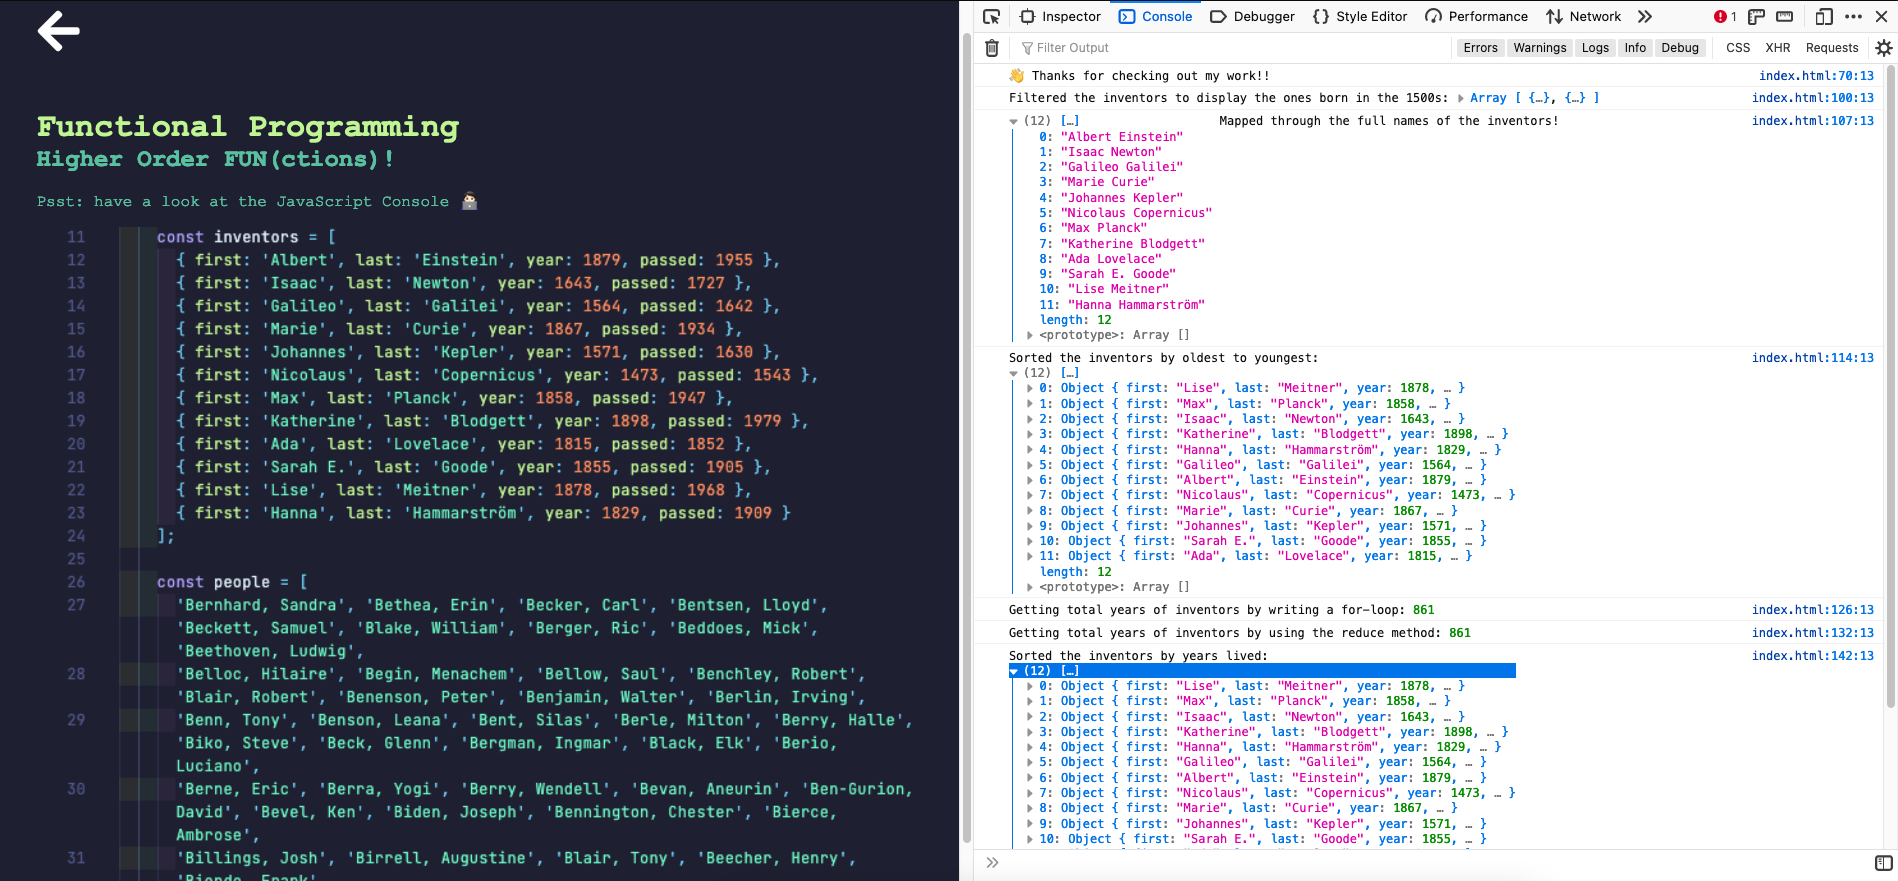 Functional Programming
Higher Order FUN(ctions)!
Psst: have a look at the JavaScript Console
11 const inventors = [
12 { first: 'Albert', last: 'Einstein', year: 1879, passed: 1955 },
13 { first: 'Isaac', last: 'Newton', year: 1643, passed: 1727 },
14 { first: 'Galileo', last: 'Galilei', year: 1564, passed: 1642 },
15 { first: 'Marie', last: 'Curie', year: 1867, passed: 1934 },
16 { first: 'Johannes', last: 'Kepler', year: 1571, passed: 1630 },
17 { first: 'Nicolaus', last: 'Copernicus', year: 1473, passed: 1543 },
18 { first: 'Max', last: 'Planck', year: 1858, passed: 1947 },
19 { first: 'Katherine', last: 'Blodgett', year: 1898, passed: 1979 },
20 { first: 'Ada', last: 'Lovelace', year: 1815, passed: 1852 },
21 { first: 'Sarah E.', last: 'Goode', year: 1855, passed: 1905 },
22 { first: 'Lise', last: 'Meitner', year: 1878, passed: 1968 },
23 { first: 'Hanna', last: 'Hammarström', year: 1829, passed: 1909 }
24 ];
25
26 const people = [
27 'Bernhard, Sandra', 'Bethea, Erin', 'Becker, Carl', 'Bentsen, Lloyd',
'Beckett, Samuel', 'Blake, William', 'Berger, Ric', 'Beddoes, Mick',
'Beethoven, Ludwig',
28 'Belloc, Hilaire', 'Begin, Menachem', 'Bellow, Saul', 'Benchley, Robert',
'Blair, Robert', 'Benenson, Peter', 'Benjamin, Walter', 'Berlin, Irving',
29 'Benn, Tony', 'Benson, Leana', 'Bent, Silas', 'Berle, Milton', 'Berry, Halle',
'Biko, Steve', 'Beck, Glenn', 'Bergman, Ingmar', 'Black, Elk', 'Berio,
Luciano',
30 'Berne, Eric', 'Berra, Yogi', 'Berry, Wendell', 'Bevan, Aneurin', 'Ben-Gurion,
David', 'Bevel, Ken', 'Biden, Joseph', 'Bennington, Chester', 'Bierce,
Ambrose',
31 'Billings, Josh', 'Birrell, Augustine', 'Blair, Tony', 'Beecher, Henry',
Inspector Console Debugger Style Editor Performance Network 1
Filter Output Errors Warnings Logs Info Debug CSS XHR Requests
👋 Thanks for checking out my work!! index.html:70:13
Filtered the inventors to display the ones born in the 1500s: Array [ {…}, {…} ] index.html:100:13
(12) […] Mapped through the full names of the inventors! index.html:107:13
0: "Albert Einstein"
1: "Isaac Newton"
2: "Galileo Galilei"
3: "Marie Curie"
4: "Johannes Kepler"
5: "Nicolaus Copernicus"
6: "Max Planck"
7: "Katherine Blodgett"
8: "Ada Lovelace"
9: "Sarah E. Goode"
10: "Lise Meitner"
11: "Hanna Hammarström"
length: 12
<prototype>: Array []
Sorted the inventors by oldest to youngest: index.html:114:13
(12) […]
0: Object { first: "Lise", last: "Meitner", year: 1878, … }
1: Object { first: "Max", last: "Planck", year: 1858, … }
2: Object { first: "Isaac", last: "Newton", year: 1643, … }
3: Object { first: "Katherine", last: "Blodgett", year: 1898, … }
4: Object { first: "Hanna", last: "Hammarström", year: 1829, … }
5: Object { first: "Galileo", last: "Galilei", year: 1564, … }
6: Object { first: "Albert", last: "Einstein", year: 1879, … }
7: Object { first: "Nicolaus", last: "Copernicus", year: 1473, … }
8: Object { first: "Marie", last: "Curie", year: 1867, … }
9: Object { first: "Johannes", last: "Kepler", year: 1571, … }
10: Object { first: "Sarah E.", last: "Goode", year: 1855, … }
11: Object { first: "Ada", last: "Lovelace", year: 1815, … }
length: 12
<prototype>: Array []
Getting total years of inventors by writing a for-loop: 861 index.html:126:13
Getting total years of inventors by using the reduce method: 861 index.html:132:13
Sorted the inventors by years lived: index.html:142:13
(12) […]
0: Object { first: "Lise", last: "Meitner", year: 1878, … }
1: Object { first: "Max", last: "Planck", year: 1858, … }
2: Object { first: "Isaac", last: "Newton", year: 1643, … }
3: Object { first: "Katherine", last: "Blodgett", year: 1898, … }
4: Object { first: "Hanna", last: "Hammarström", year: 1829, … }
5: Object { first: "Galileo", last: "Galilei", year: 1564, … }
6: Object { first: "Albert", last: "Einstein", year: 1879, … }
7: Object { first: "Nicolaus", last: "Copernicus", year: 1473, … }
8: Object { first: "Marie", last: "Curie", year: 1867, … }
9: Object { first: "Johannes", last: "Kepler", year: 1571, … }
10: Object { first: "Sarah E.", last: "Goode", year: 1855, … }